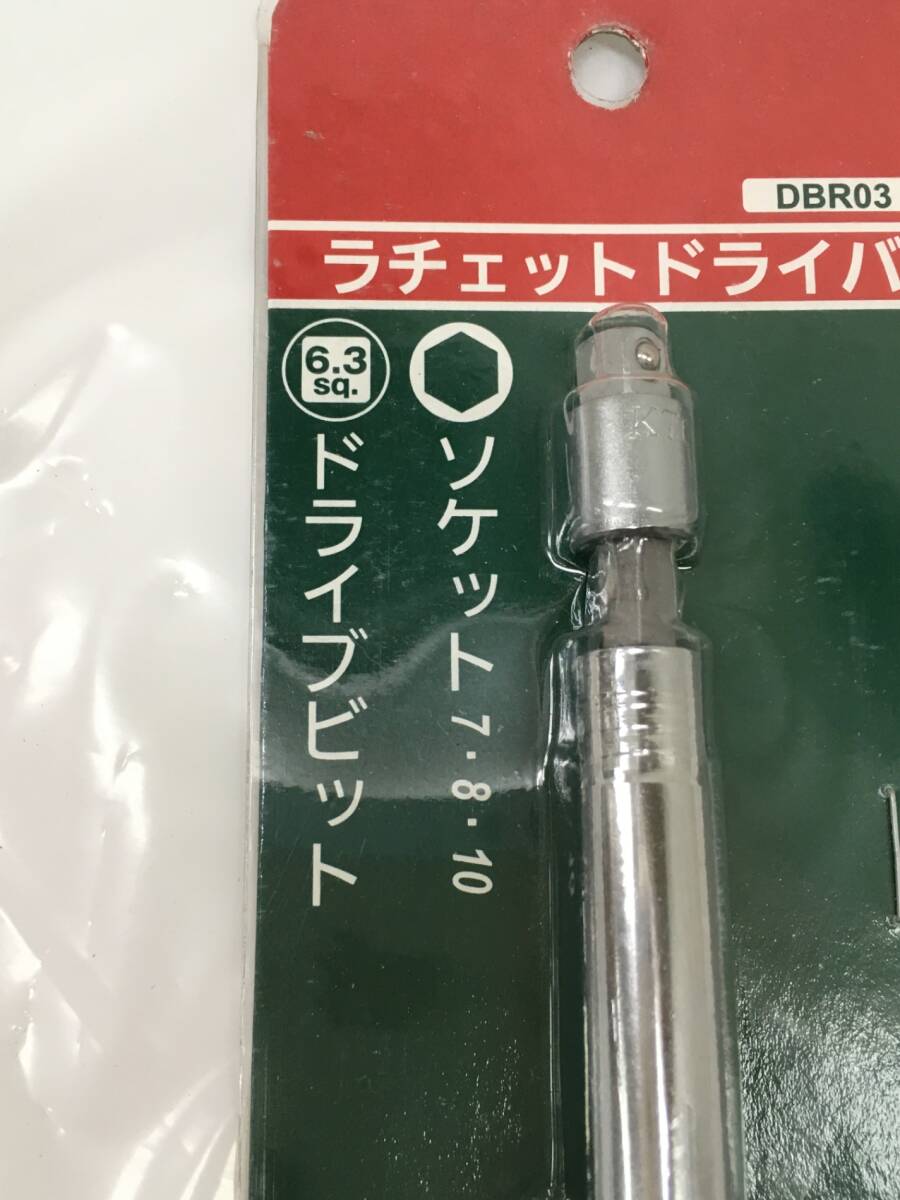 DBR03
ラチェットドライバ
6.3
sq.
ソケット 7・8・10
ドライブビット